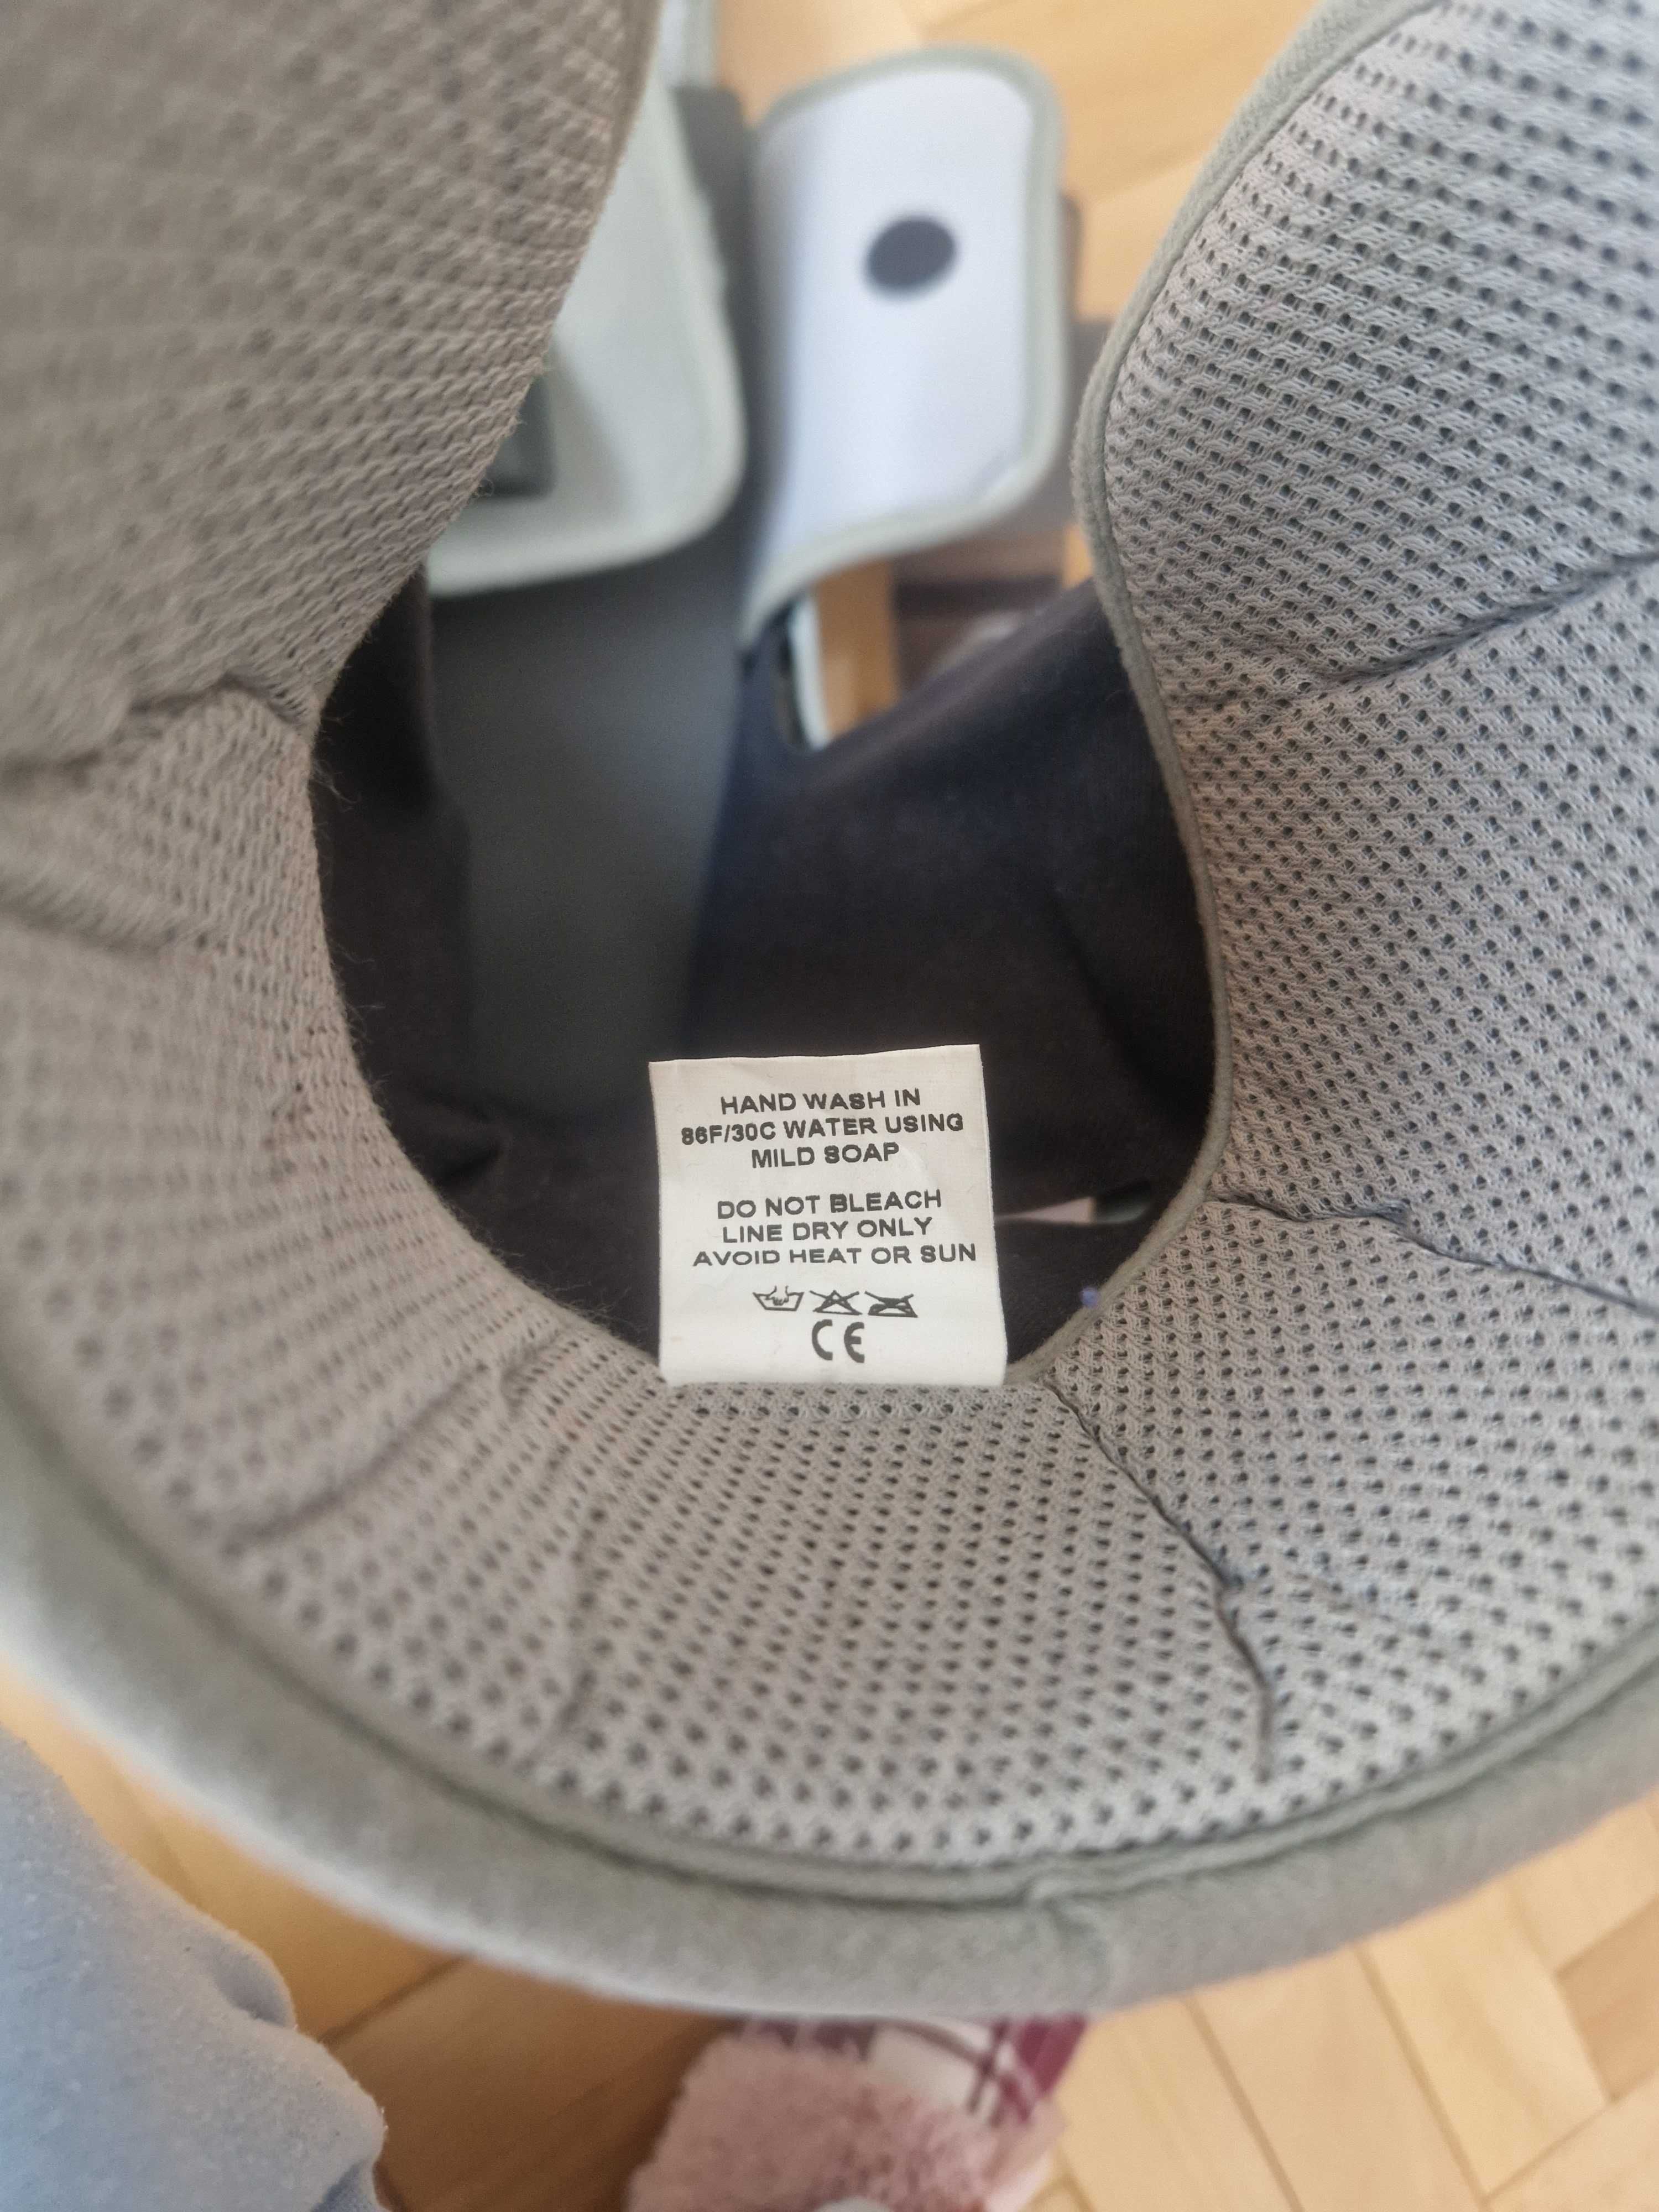 HAND WASH IN
86F/30C WATER USING
MILD SOAP
DO NOT BLEACH
LINE DRY ONLY
AVOID HEAT OR SUN
CE